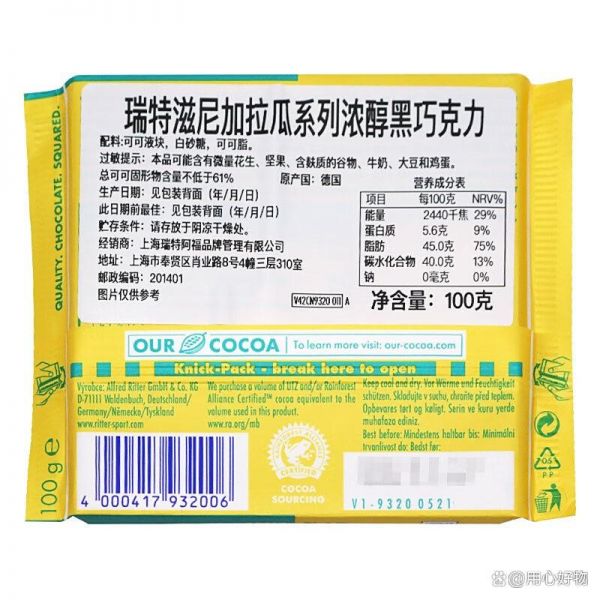 QUALITY. CHOCOLATE. SQUARED.
100 g e
瑞特滋尼加拉瓜系列浓醇黑巧克力
配料:可可液块,白砂糖,可可脂。
过敏提示:本品可能含有微量花生、坚果、含麸质的谷物、牛奶、大豆和鸡蛋。
总可可固形物含量不低于61% 原产国:德国
生产日期:见包装背面(年/月/日)
此日期前最佳:见包装背面(年/月/日)
贮存条件:请存放于阴凉干燥处。
经销商:上海瑞特阿福品牌管理有限公司
地址:上海市奉贤区肖业路8号4幢三层310室
邮政编码:201401
图片仅供参考
V42CN9320 011 A
营养成分表
项目 每100克 NRV%
能量 2440千焦 29%
蛋白质 5.6克 9%
脂肪 45.0克 75%
碳水化合物 40.0克 13%
钠 0毫克 0%
净含量:100克
OUR COCOA To learn more visit: our-cocoa.com
Knick-Pack - break here to open
Výrobce: Alfred Ritter GmbH & Co. KG
D-71111 Waldenbuch, Deutschland/
Germany/Německo/Tyskland
www.ritter-sport.com
We purchase a volume of UTZ and/or Rainforest
Alliance Certified™ cocoa equivalent to the
volume used in this product.
www.ra.org/mb
Keep cool and dry. Vor Wärme und Feuchtigkeit
schützen. Skladujte v suchu, chraňte před teplem.
Opbevares tørt og køligt. Serin ve kuru yerde
muhafaza ediniz.
Best before: Mindestens haltbar bis: Minimální
trvanlivost do: Bedst før:
4 000417 932006
COCOA
SOURCING
V1-9320 0521
PP
@用心好物